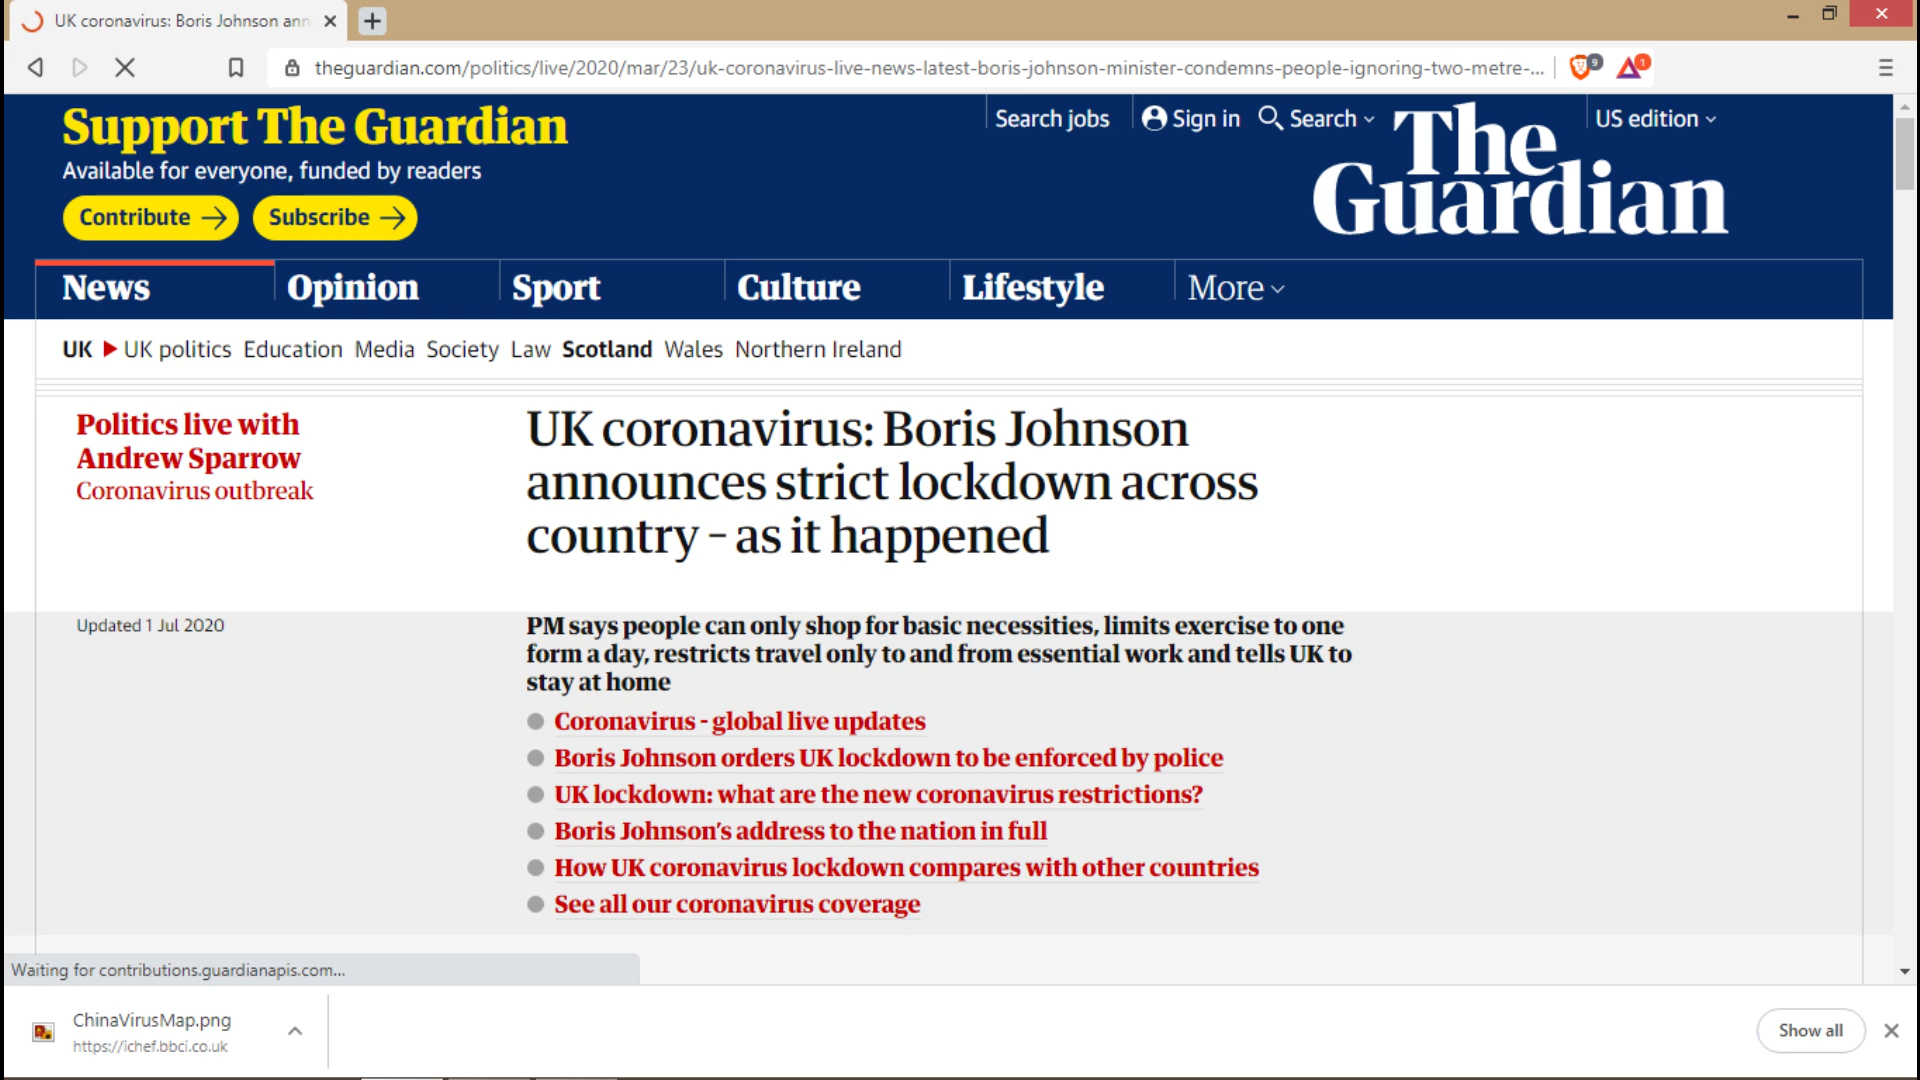 UK coronavirus: Boris Johnson ann
theguardian.com/politics/live/2020/mar/23/uk-coronavirus-live-news-latest-boris-johnson-minister-condemns-people-ignoring-two-metre-...
9
1
Support The Guardian
Available for everyone, funded by readers
Contribute
Subscribe
Search jobs
Sign in
Search
US edition
The
Guardian
News
Opinion
Sport
Culture
Lifestyle
More
UK
UK politics
Education
Media
Society
Law
Scotland
Wales
Northern Ireland
Politics live with
Andrew Sparrow
Coronavirus outbreak
UK coronavirus: Boris Johnson
announces strict lockdown across
country – as it happened
Updated 1 Jul 2020
PM says people can only shop for basic necessities, limits exercise to one
form a day, restricts travel only to and from essential work and tells UK to
stay at home
Coronavirus - global live updates
Boris Johnson orders UK lockdown to be enforced by police
UK lockdown: what are the new coronavirus restrictions?
Boris Johnson's address to the nation in full
How UK coronavirus lockdown compares with other countries
See all our coronavirus coverage
Waiting for contributions.guardianapis.com...
ChinaVirusMap.png
https://ichef.bbci.co.uk
Show all